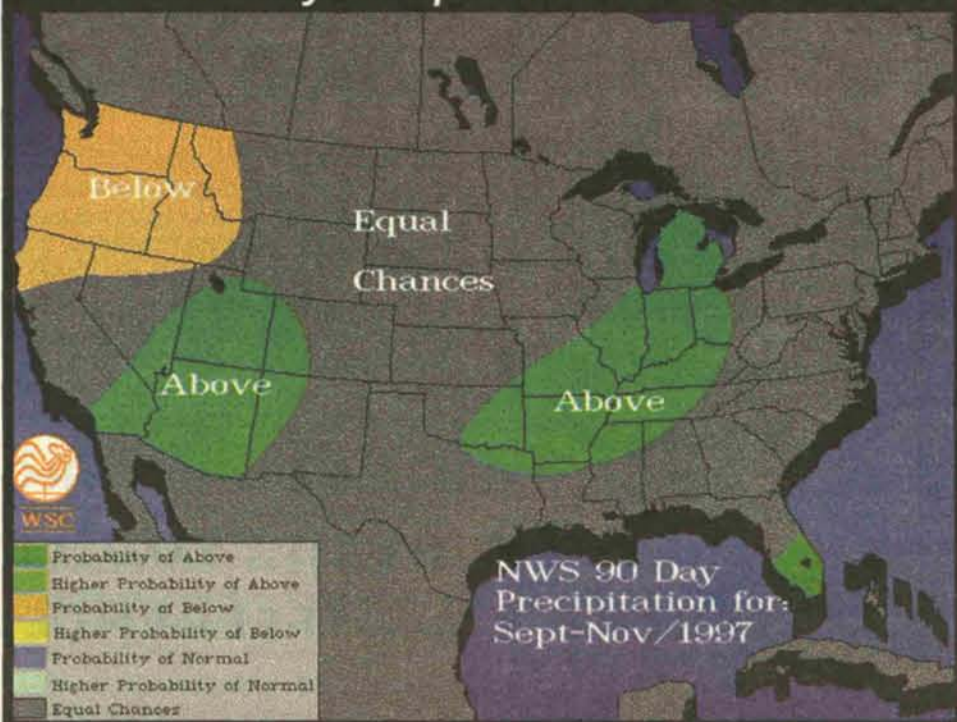 Below
Equal
Chances
Above
Above
WSC
Probability of Above
Higher Probability of Above
Probability of Below
Higher Probability of Below
Probability of Normal
Higher Probability of Normal
Equal Chances
NWS 90 Day
Precipitation for:
Sept-Nov/1997